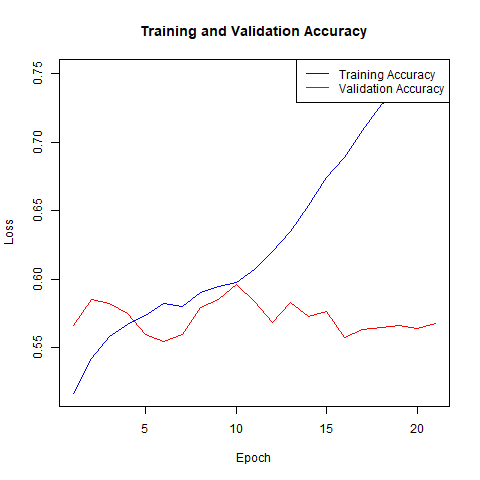 Training and Validation Accuracy
Training Accuracy
Validation Accuracy
0.75
0.70
0.65
0.60
0.55
Loss
5
10
15
20
Epoch